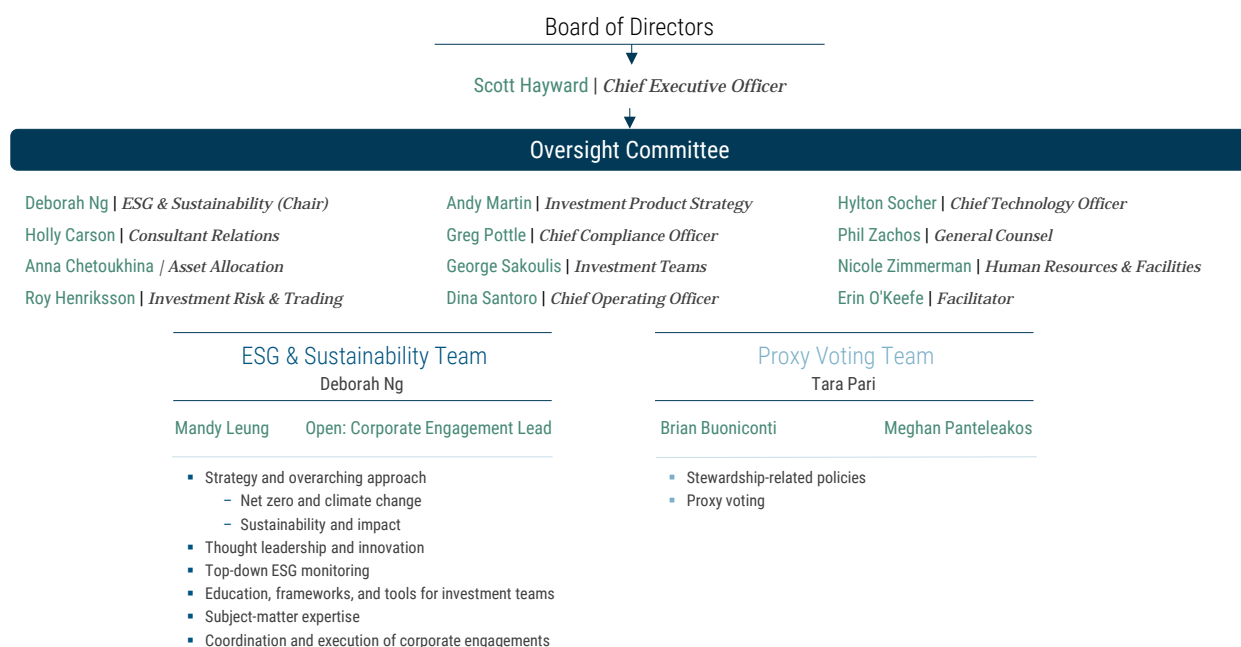 Board of Directors
Scott Hayward | Chief Executive Officer
Oversight Committee
Deborah Ng | ESG & Sustainability (Chair)
Holly Carson | Consultant Relations
Anna Chetoukhina | Asset Allocation
Roy Henriksson | Investment Risk & Trading
Andy Martin | Investment Product Strategy
Greg Pottle | Chief Compliance Officer
George Sakoulis | Investment Teams
Dina Santoro | Chief Operating Officer
Hylton Socher | Chief Technology Officer
Phil Zachos | General Counsel
Nicole Zimmerman | Human Resources & Facilities
Erin O'Keefe | Facilitator
ESG & Sustainability Team
Deborah Ng
Mandy Leung Open: Corporate Engagement Lead
▪ Strategy and overarching approach
– Net zero and climate change
– Sustainability and impact
▪ Thought leadership and innovation
▪ Top-down ESG monitoring
▪ Education, frameworks, and tools for investment teams
▪ Subject-matter expertise
▪ Coordination and execution of corporate engagements
Proxy Voting Team
Tara Pari
Brian Buoniconti Meghan Panteleakos
▪ Stewardship-related policies
▪ Proxy voting